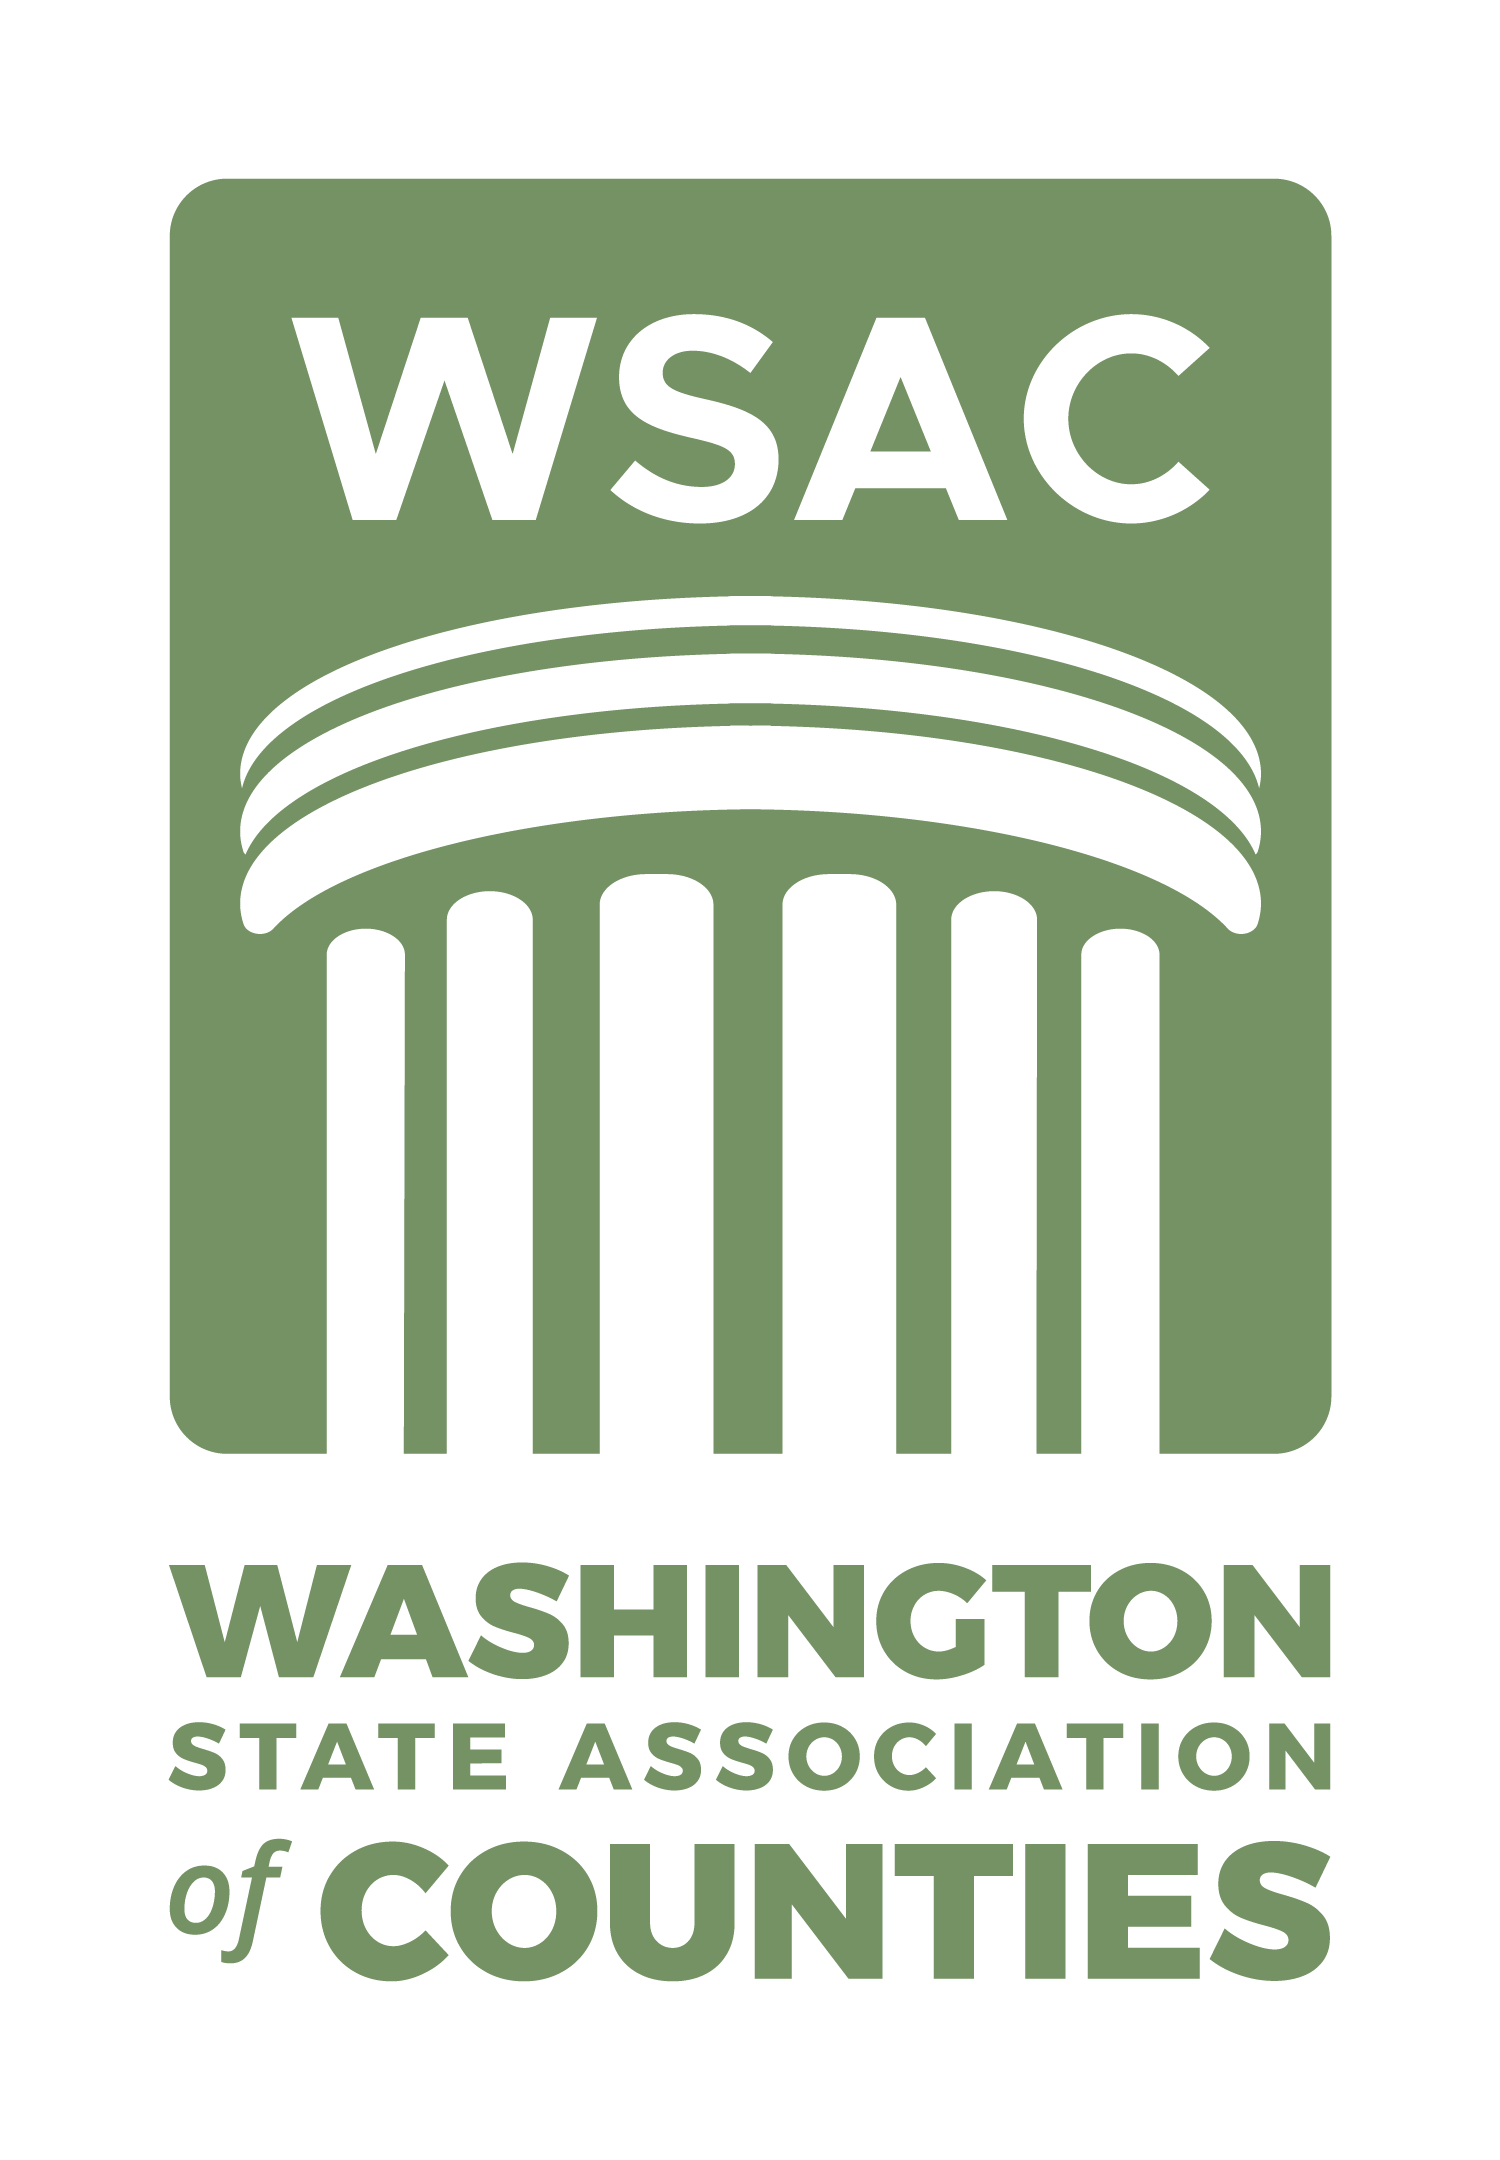 WSAC
WASHINGTON
STATE ASSOCIATION
of COUNTIES